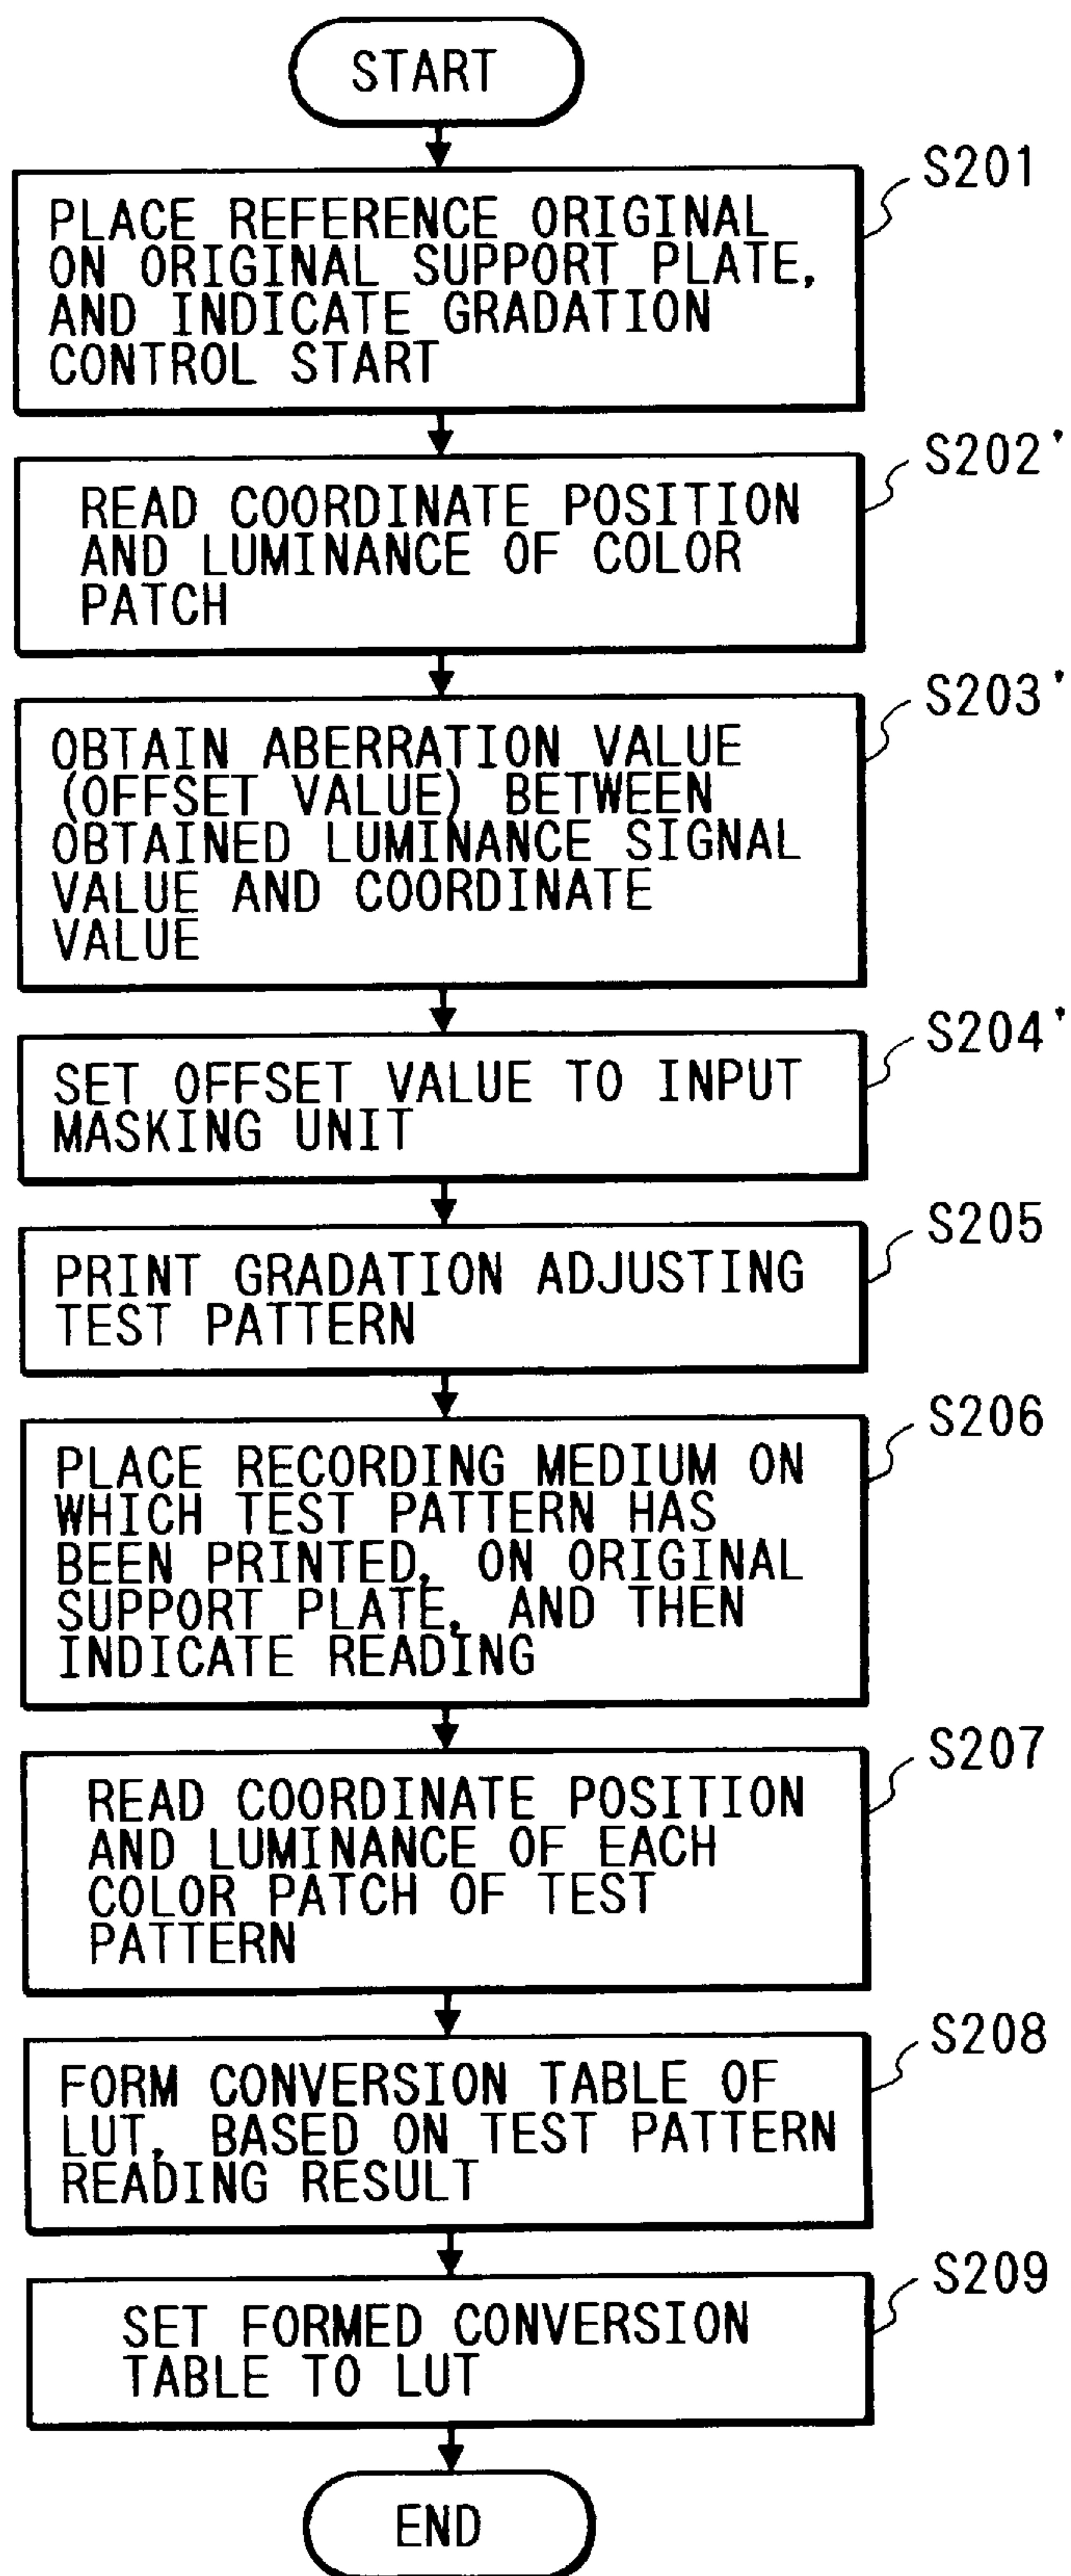 START
S201
PLACE REFERENCE ORIGINAL
ON ORIGINAL SUPPORT PLATE,
AND INDICATE GRADATION
CONTROL START
S202'
READ COORDINATE POSITION
AND LUMINANCE OF COLOR
PATCH
S203'
OBTAIN ABERRATION VALUE
(OFFSET VALUE) BETWEEN
OBTAINED LUMINANCE SIGNAL
VALUE AND COORDINATE
VALUE
S204'
SET OFFSET VALUE TO INPUT
MASKING UNIT
S205
PRINT GRADATION ADJUSTING
TEST PATTERN
S206
PLACE RECORDING MEDIUM ON
WHICH TEST PATTERN HAS
BEEN PRINTED, ON ORIGINAL
SUPPORT PLATE, AND THEN
INDICATE READING
S207
READ COORDINATE POSITION
AND LUMINANCE OF EACH
COLOR PATCH OF TEST
PATTERN
S208
FORM CONVERSION TABLE OF
LUT, BASED ON TEST PATTERN
READING RESULT
S209
SET FORMED CONVERSION
TABLE TO LUT
END